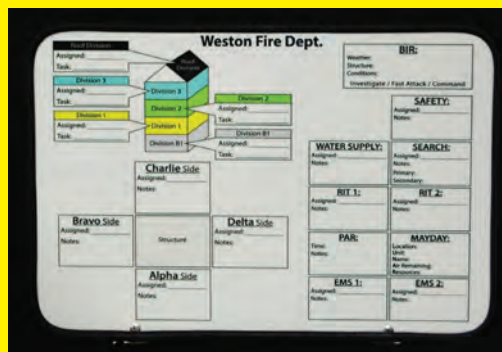 Weston Fire Dept.
Roof Division
Assigned:
Task:
Roof
Division
Division 3
Assigned:
Task:
Division 3
Division 2
Division 2
Assigned:
Task:
Division 1
Assigned:
Task:
Division 1
Division B1
Division B1
Assigned:
Task:
BIR:
Weather:
Structure:
Conditions:
Investigate / Fast Attack / Command
SAFETY:
Assigned:
Notes:
WATER SUPPLY:
Assigned:
Notes:
SEARCH:
Assigned:
Notes:
Primary:
Secondary:
RIT 1:
Assigned:
Notes:
RIT 2:
Assigned:
Notes:
PAR:
Time:
Notes:
MAYDAY:
Location:
Unit:
Name:
Air Remaining:
Resources:
EMS 1:
Assigned:
Notes:
EMS 2:
Assigned:
Notes:
Charlie Side
Assigned:
Notes:
Bravo Side
Assigned:
Notes:
Structure
Delta Side
Assigned:
Notes:
Alpha Side
Assigned:
Notes: